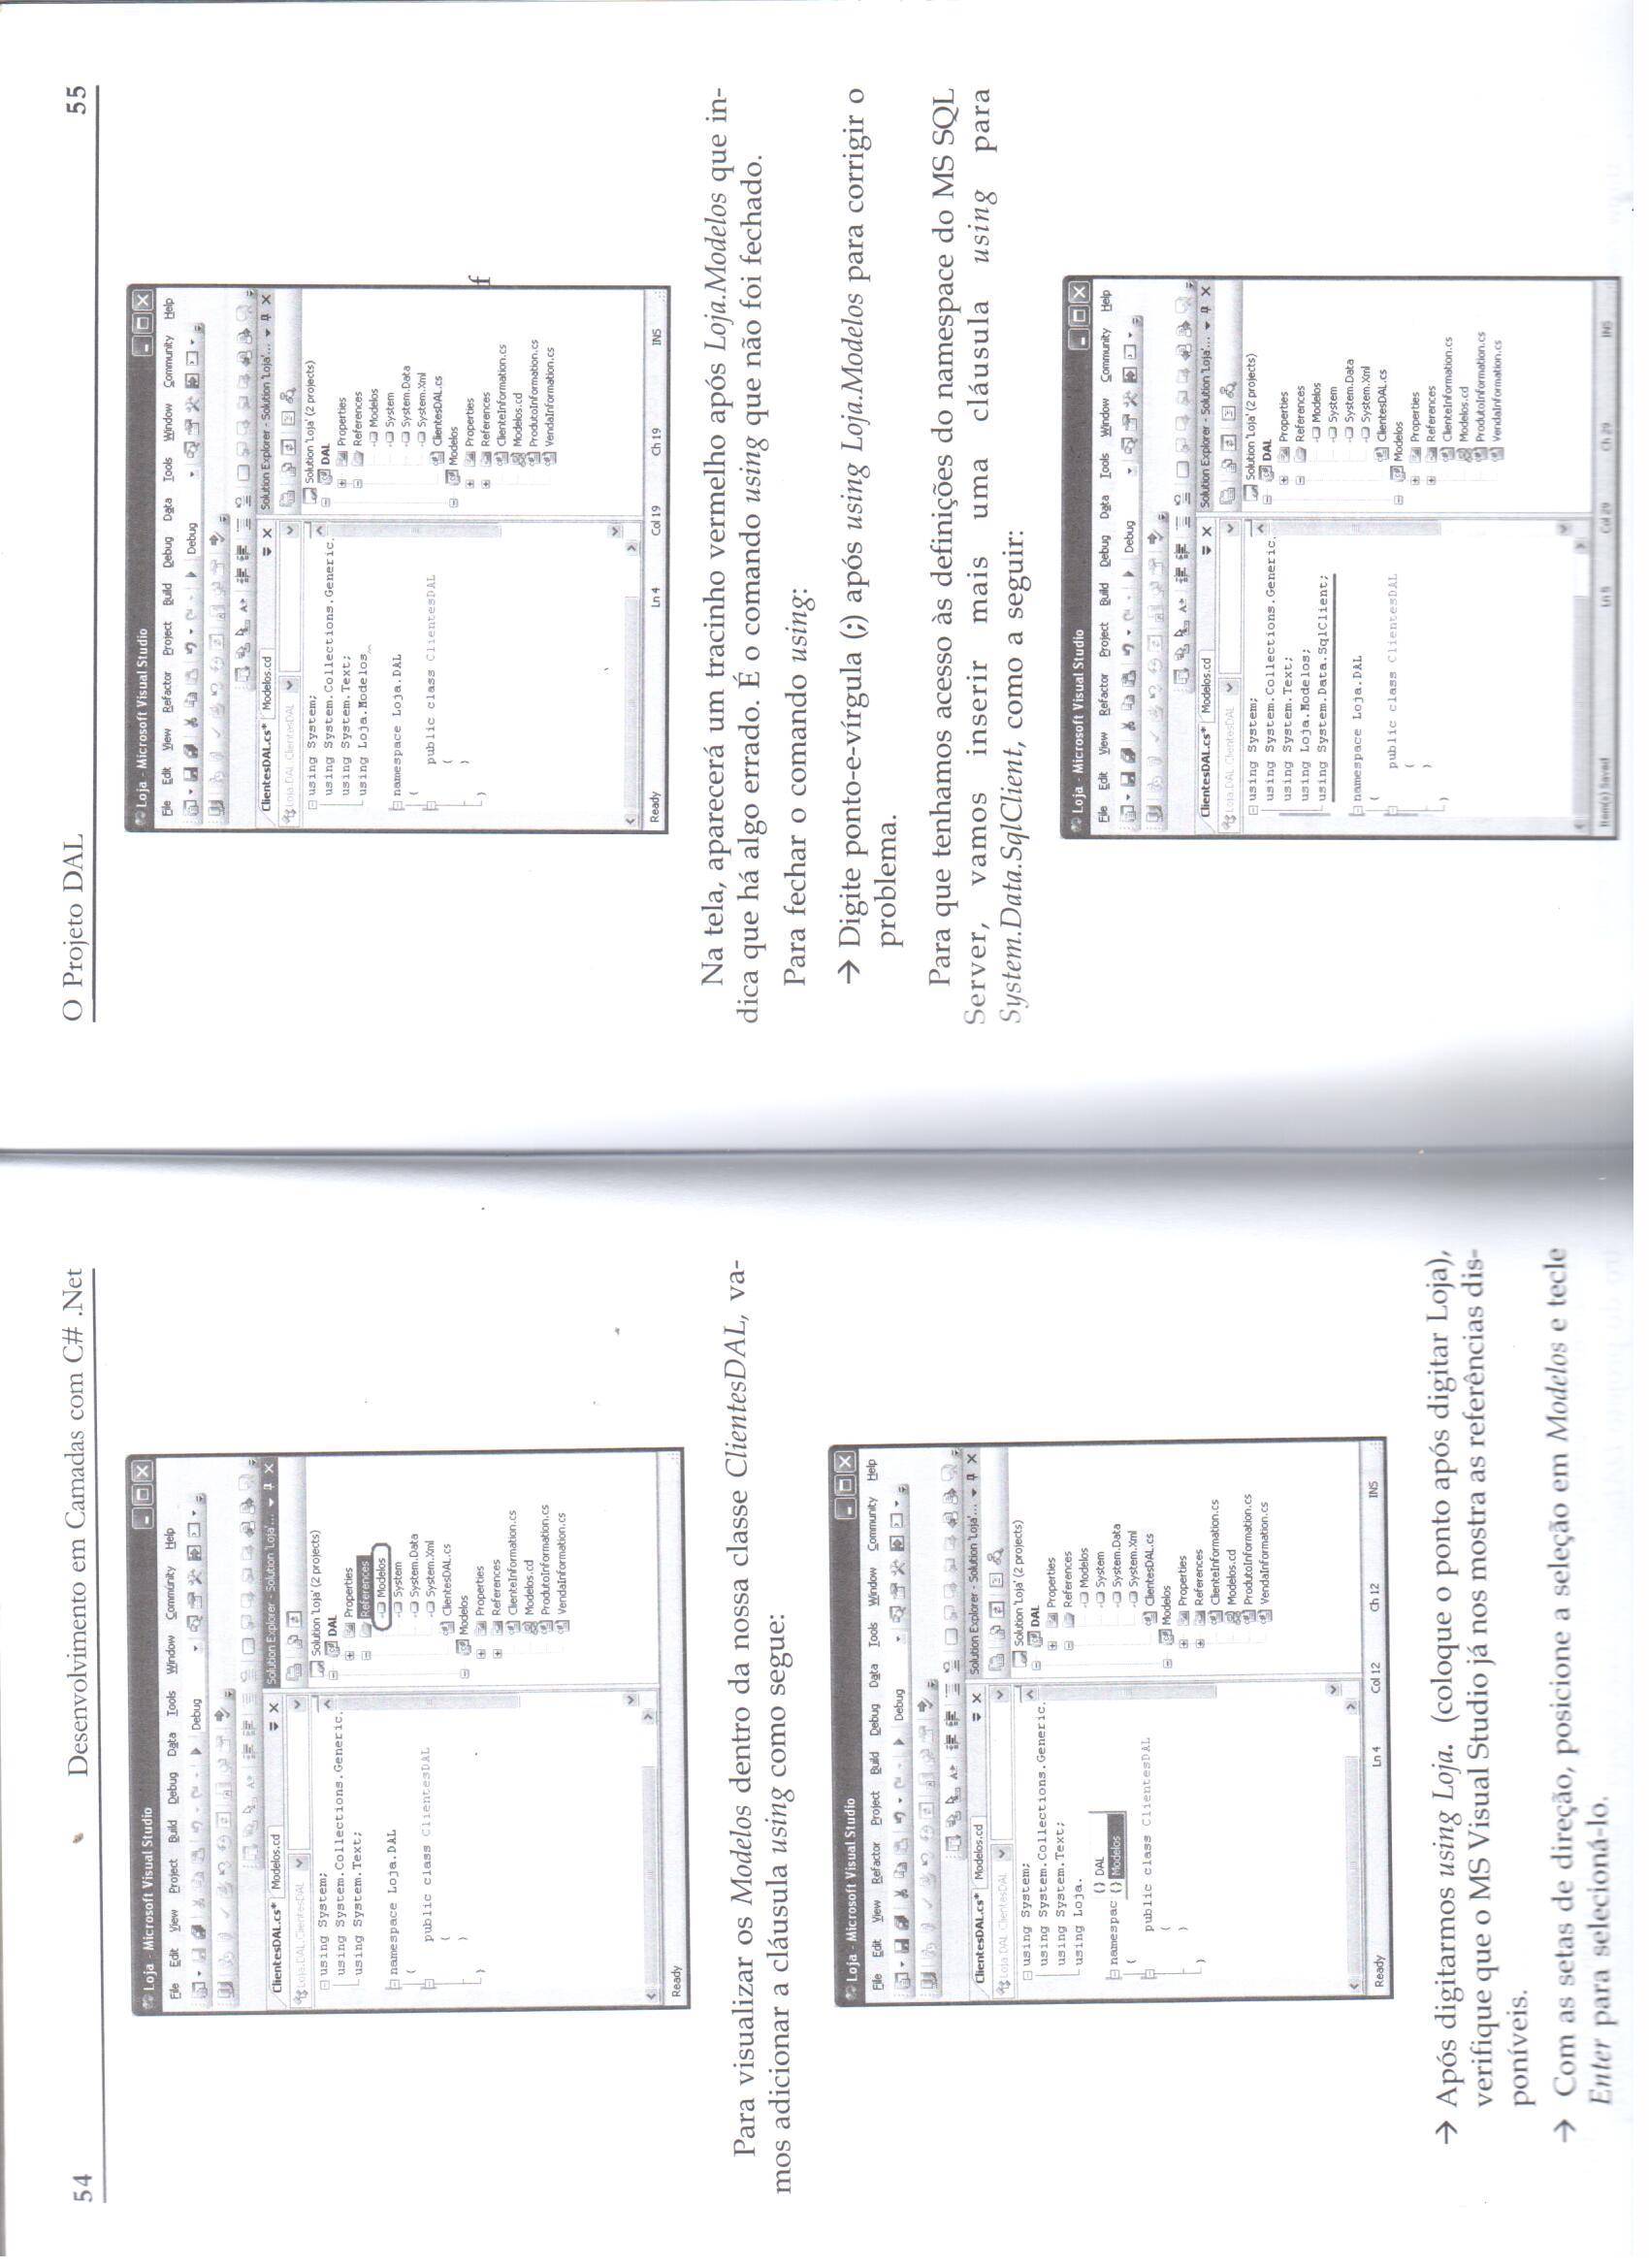 54
Desenvolvimento em Camadas com C# .Net
Loja - Microsoft Visual Studio
File Edit View Project Build Debug Data Tools Window Community Help
Debug
ClientesDAL.cs* Modelos.cd
Solution Explorer - Solution 'Loja'...
Loja.DAL.ClientesDAL
using System;
using System.Collections.Generic.
using System.Text;
namespace Loja.DAL
{
public class ClientesDAL
{
}
}
Solution 'Loja' (2 projects)
DAL
Properties
References
Modelos
System
System.Data
System.Xml
ClientesDAL.cs
Modelos
Properties
References
ClienteInformation.cs
Modelos.cd
ProdutoInformation.cs
VendaInformation.cs
Ready
Para visualizar os Modelos dentro da nossa classe ClientesDAL, va-
mos adicionar a cláusula using como segue:
Loja - Microsoft Visual Studio
File Edit View Refactor Project Build Debug Data Tools Window Community Help
Debug
ClientesDAL.cs* Modelos.cd
Solution Explorer - Solution 'Loja'...
Loja.DAL.ClientesDAL
using System;
using System.Collections.Generic.
using System.Text;
using Loja.
{} DAL
namespac {} Modelos
{
public class ClientesDAL
{
}
}
Solution 'Loja' (2 projects)
DAL
Properties
References
Modelos
System
System.Data
System.Xml
ClientesDAL.cs
Modelos
Properties
References
ClienteInformation.cs
Modelos.cd
ProdutoInformation.cs
VendaInformation.cs
Ready Ln 4 Col 12 Ch 12 INS
→ Após digitarmos using Loja. (coloque o ponto após digitar Loja),
verifique que o MS Visual Studio já nos mostra as referências dis-
poníveis.
→ Com as setas de direção, posicione a seleção em Modelos e tecle
Enter para selecioná-lo.
O Projeto DAL
55
Loja - Microsoft Visual Studio
File Edit View Refactor Project Build Debug Data Tools Window Community Help
Debug
ClientesDAL.cs* Modelos.cd
Solution Explorer - Solution 'Loja'...
Loja.DAL.ClientesDAL
using System;
using System.Collections.Generic.
using System.Text;
using Loja.Modelos
namespace Loja.DAL
{
public class ClientesDAL
{
}
}
Solution 'Loja' (2 projects)
DAL
Properties
References
Modelos
System
System.Data
System.Xml
ClientesDAL.cs
Modelos
Properties
References
ClienteInformation.cs
Modelos.cd
ProdutoInformation.cs
VendaInformation.cs
f
Ready Ln 4 Col 19 Ch 19 INS
Na tela, aparecerá um tracinho vermelho após Loja.Modelos que in-
dica que há algo errado. É o comando using que não foi fechado.
Para fechar o comando using:
→ Digite ponto-e-vírgula (;) após using Loja.Modelos para corrigir o
problema.
Para que tenhamos acesso às definições do namespace do MS SQL
Server, vamos inserir mais uma cláusula using para
System.Data.SqlClient, como a seguir:
Loja - Microsoft Visual Studio
File Edit View Refactor Project Build Debug Data Tools Window Community Help
Debug
ClientesDAL.cs* Modelos.cd
Solution Explorer - Solution 'Loja'...
Loja.DAL.ClientesDAL
using System;
using System.Collections.Generic.
using System.Text;
using Loja.Modelos;
using System.Data.SqlClient;
namespace Loja.DAL
{
public class ClientesDAL
{
}
}
Solution 'Loja' (2 projects)
DAL
Properties
References
Modelos
System
System.Data
System.Xml
ClientesDAL.cs
Modelos
Properties
References
ClienteInformation.cs
Modelos.cd
ProdutoInformation.cs
VendaInformation.cs
Item(s) Saved Ln 5 Col 29 Ch 29 INS